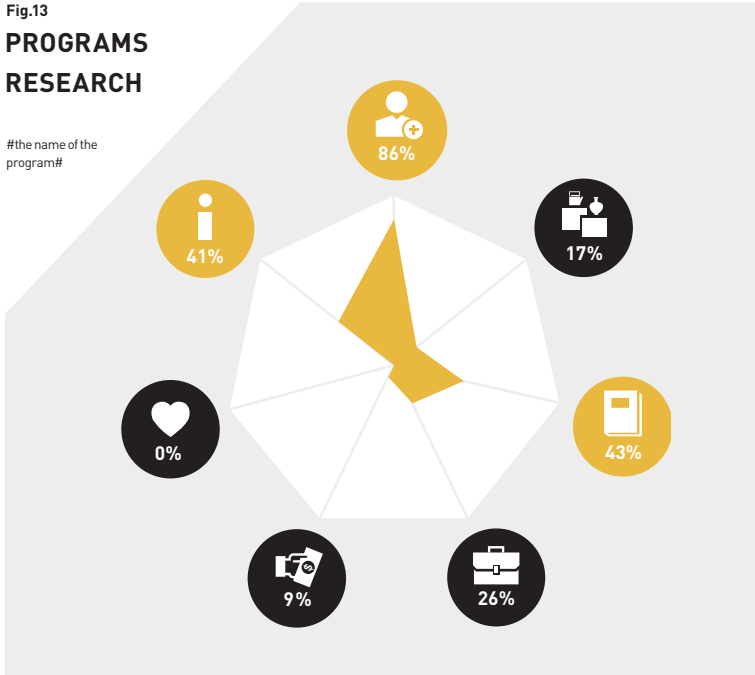 Fig.13
PROGRAMS
RESEARCH
#the name of the
program#
86%
17%
41%
43%
0%
26%
9%